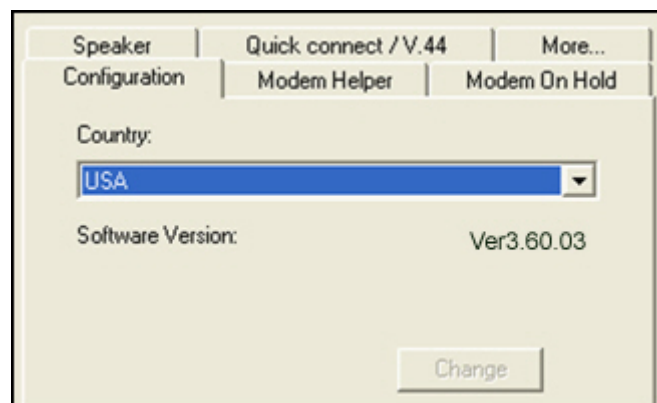 Speaker Quick connect / V.44 More...
Configuration Modem Helper Modem On Hold
Country:
USA
Software Version: Ver3.60.03
Change